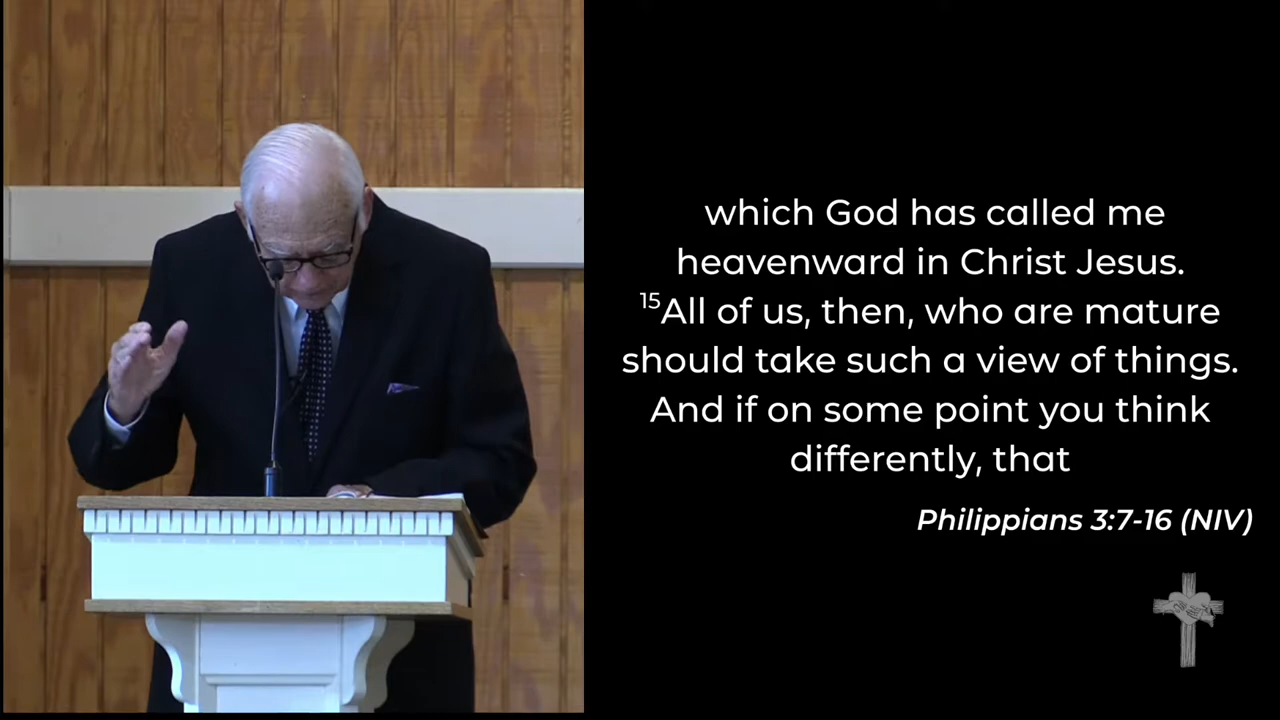 which God has called me
heavenward in Christ Jesus.
¹⁵All of us, then, who are mature
should take such a view of things.
And if on some point you think
differently, that
Philippians 3:7-16 (NIV)